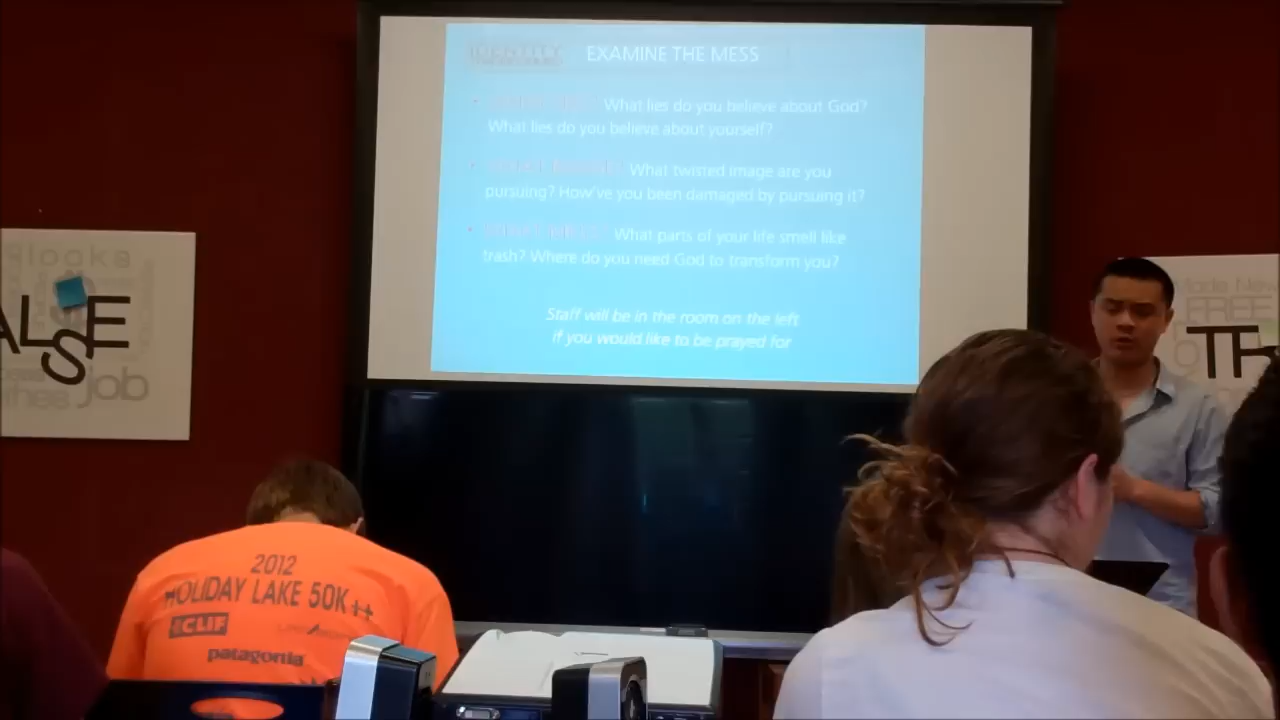 EXAMINE THE MESS
What lies do you believe about God?
What lies do you believe about yourself?
What twisted image are you
pursuing? How've you been damaged by pursuing it?
What parts of your life smell like
trash? Where do you need God to transform you?
Staff will be in the room on the left
if you would like to be prayed for
ALSE
job
Made New
FREE
2012
HOLIDAY LAKE 50K++
CLIF
patagonia